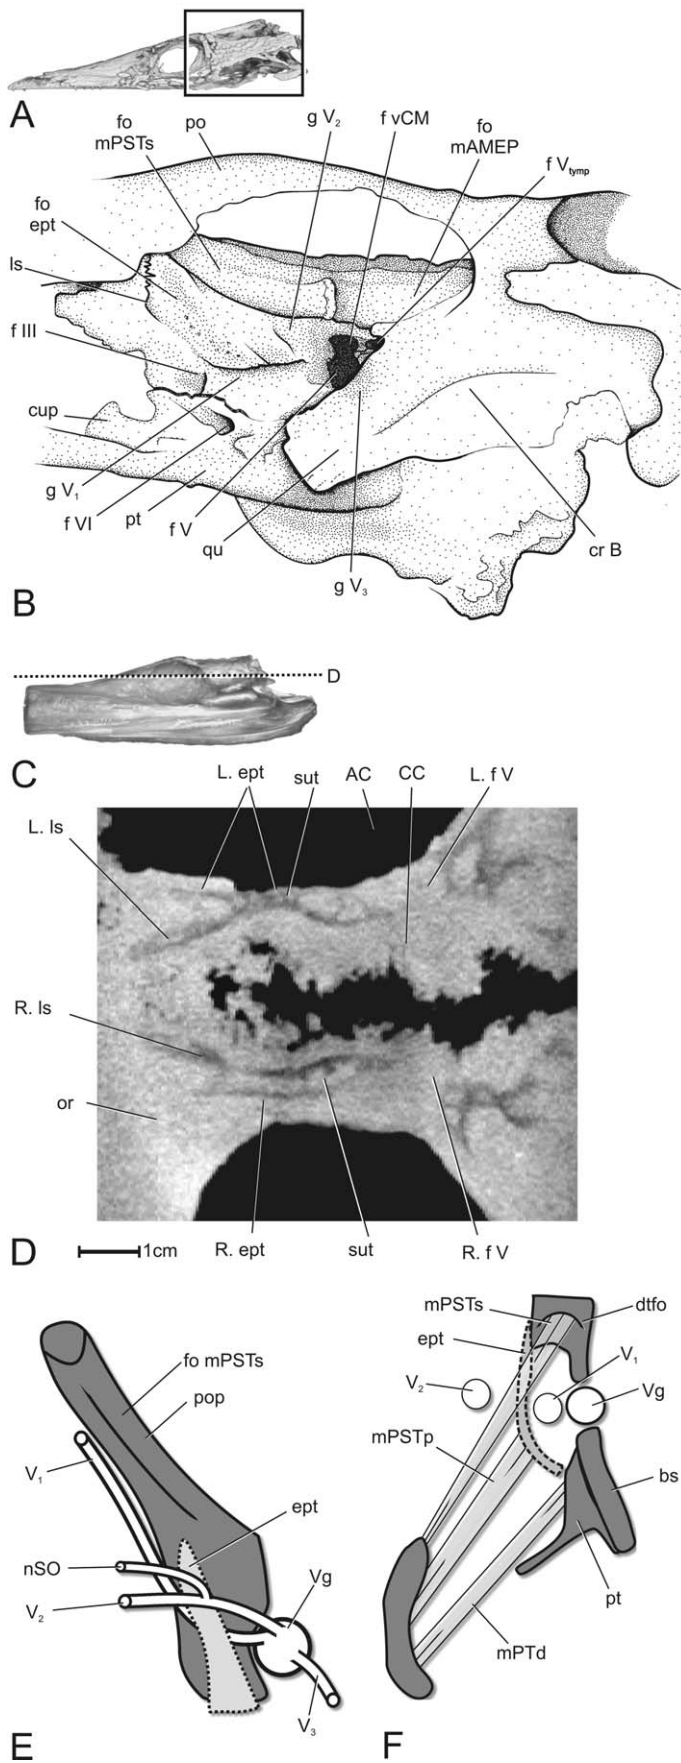 A
g V2
f vCM
fo
mPSTs
po
fo
mAMEP
f Vtymp
fo
ept
ls
f III
cup
g V1
f VI
pt
f V
qu
g V3
cr B
B
D
C
L. ept
sut
AC
CC
L. f V
L. ls
R. ls
or
R. ept
sut
R. f V
D
1cm
fo mPSTs
pop
V1
ept
nSO
Vg
V2
V3
E
mPSTs
dtfo
ept
V1
V2
Vg
mPSTp
bs
pt
mPTd
F